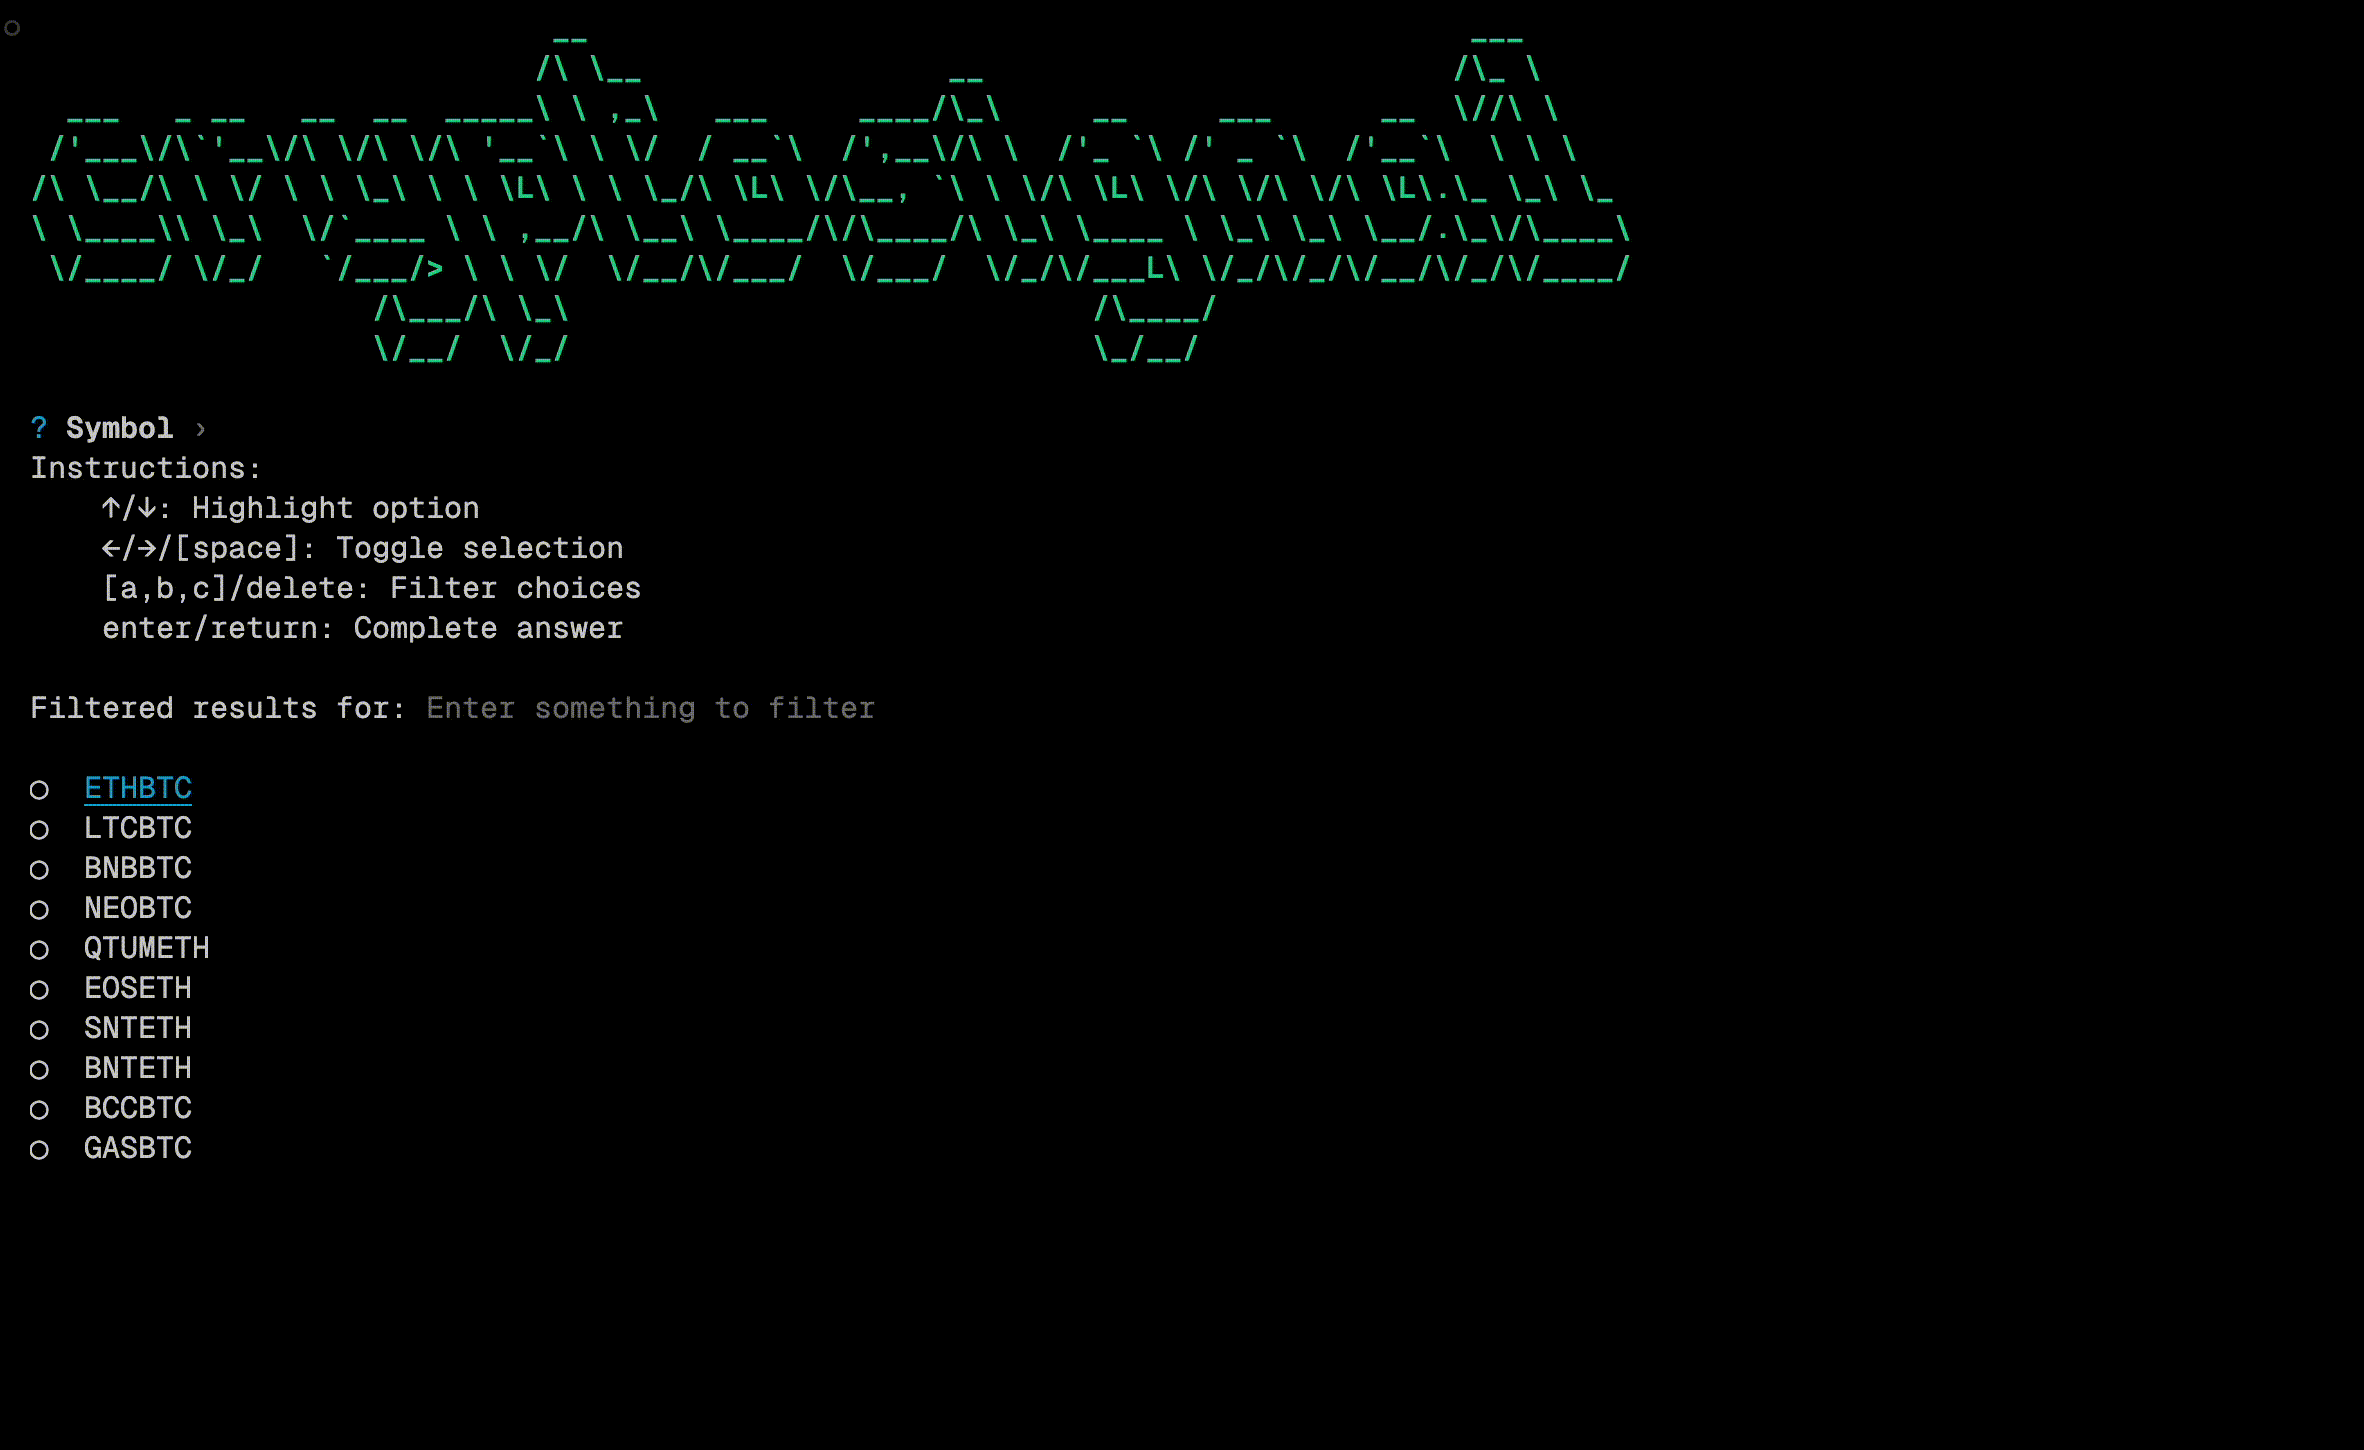 cryptosignal
? Symbol ›
Instructions:
↑/↓: Highlight option
←/→/[space]: Toggle selection
[a,b,c]/delete: Filter choices
enter/return: Complete answer
Filtered results for: Enter something to filter
○ ETHBTC
○ LTCBTC
○ BNBBTC
○ NEOBTC
○ QTUMETH
○ EOSETH
○ SNTETH
○ BNTETH
○ BCCBTC
○ GASBTC